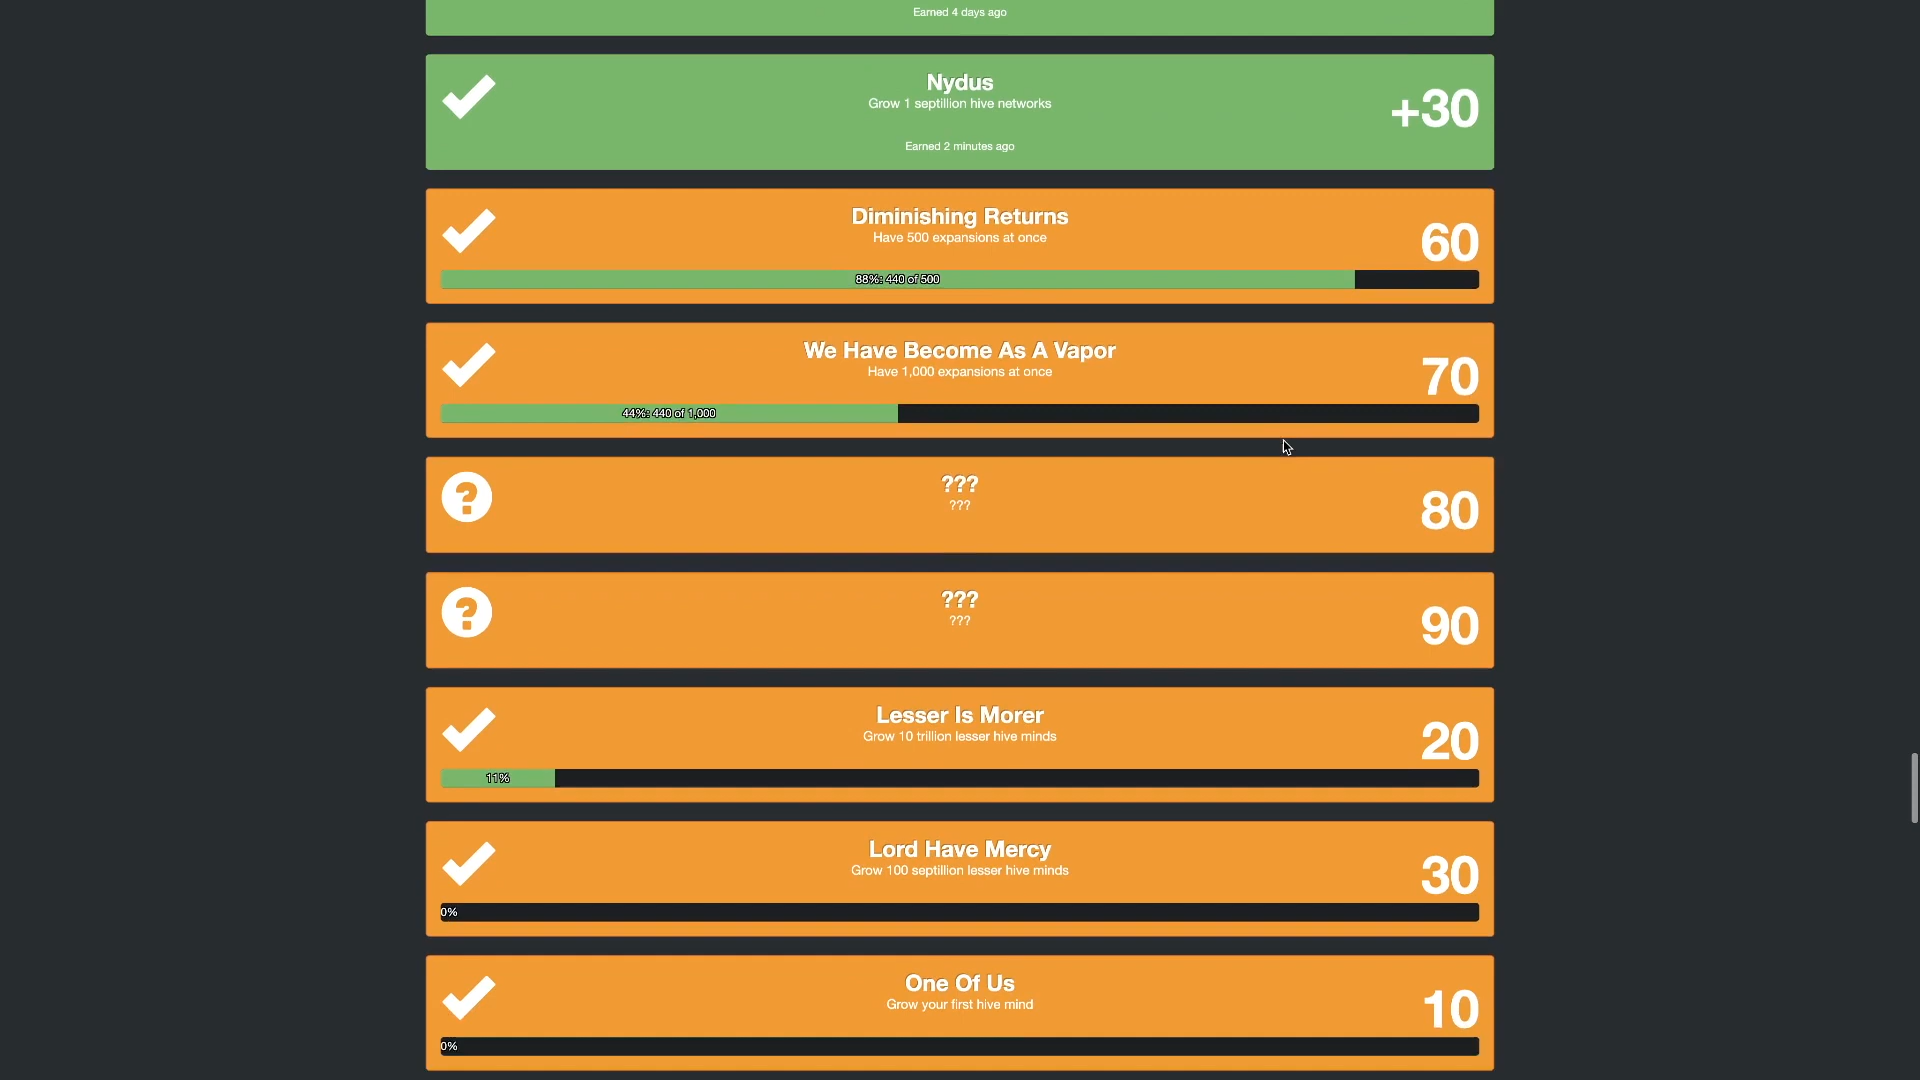 Earned 4 days ago
Nydus
Grow 1 septillion hive networks
+30
Earned 2 minutes ago
Diminishing Returns
Have 500 expansions at once
60
88%: 440 of 500
We Have Become As A Vapor
Have 1,000 expansions at once
70
44%: 440 of 1,000
???
???
80
???
???
90
Lesser Is Morer
Grow 10 trillion lesser hive minds
20
11%
Lord Have Mercy
Grow 100 septillion lesser hive minds
30
0%
One Of Us
Grow your first hive mind
10
0%